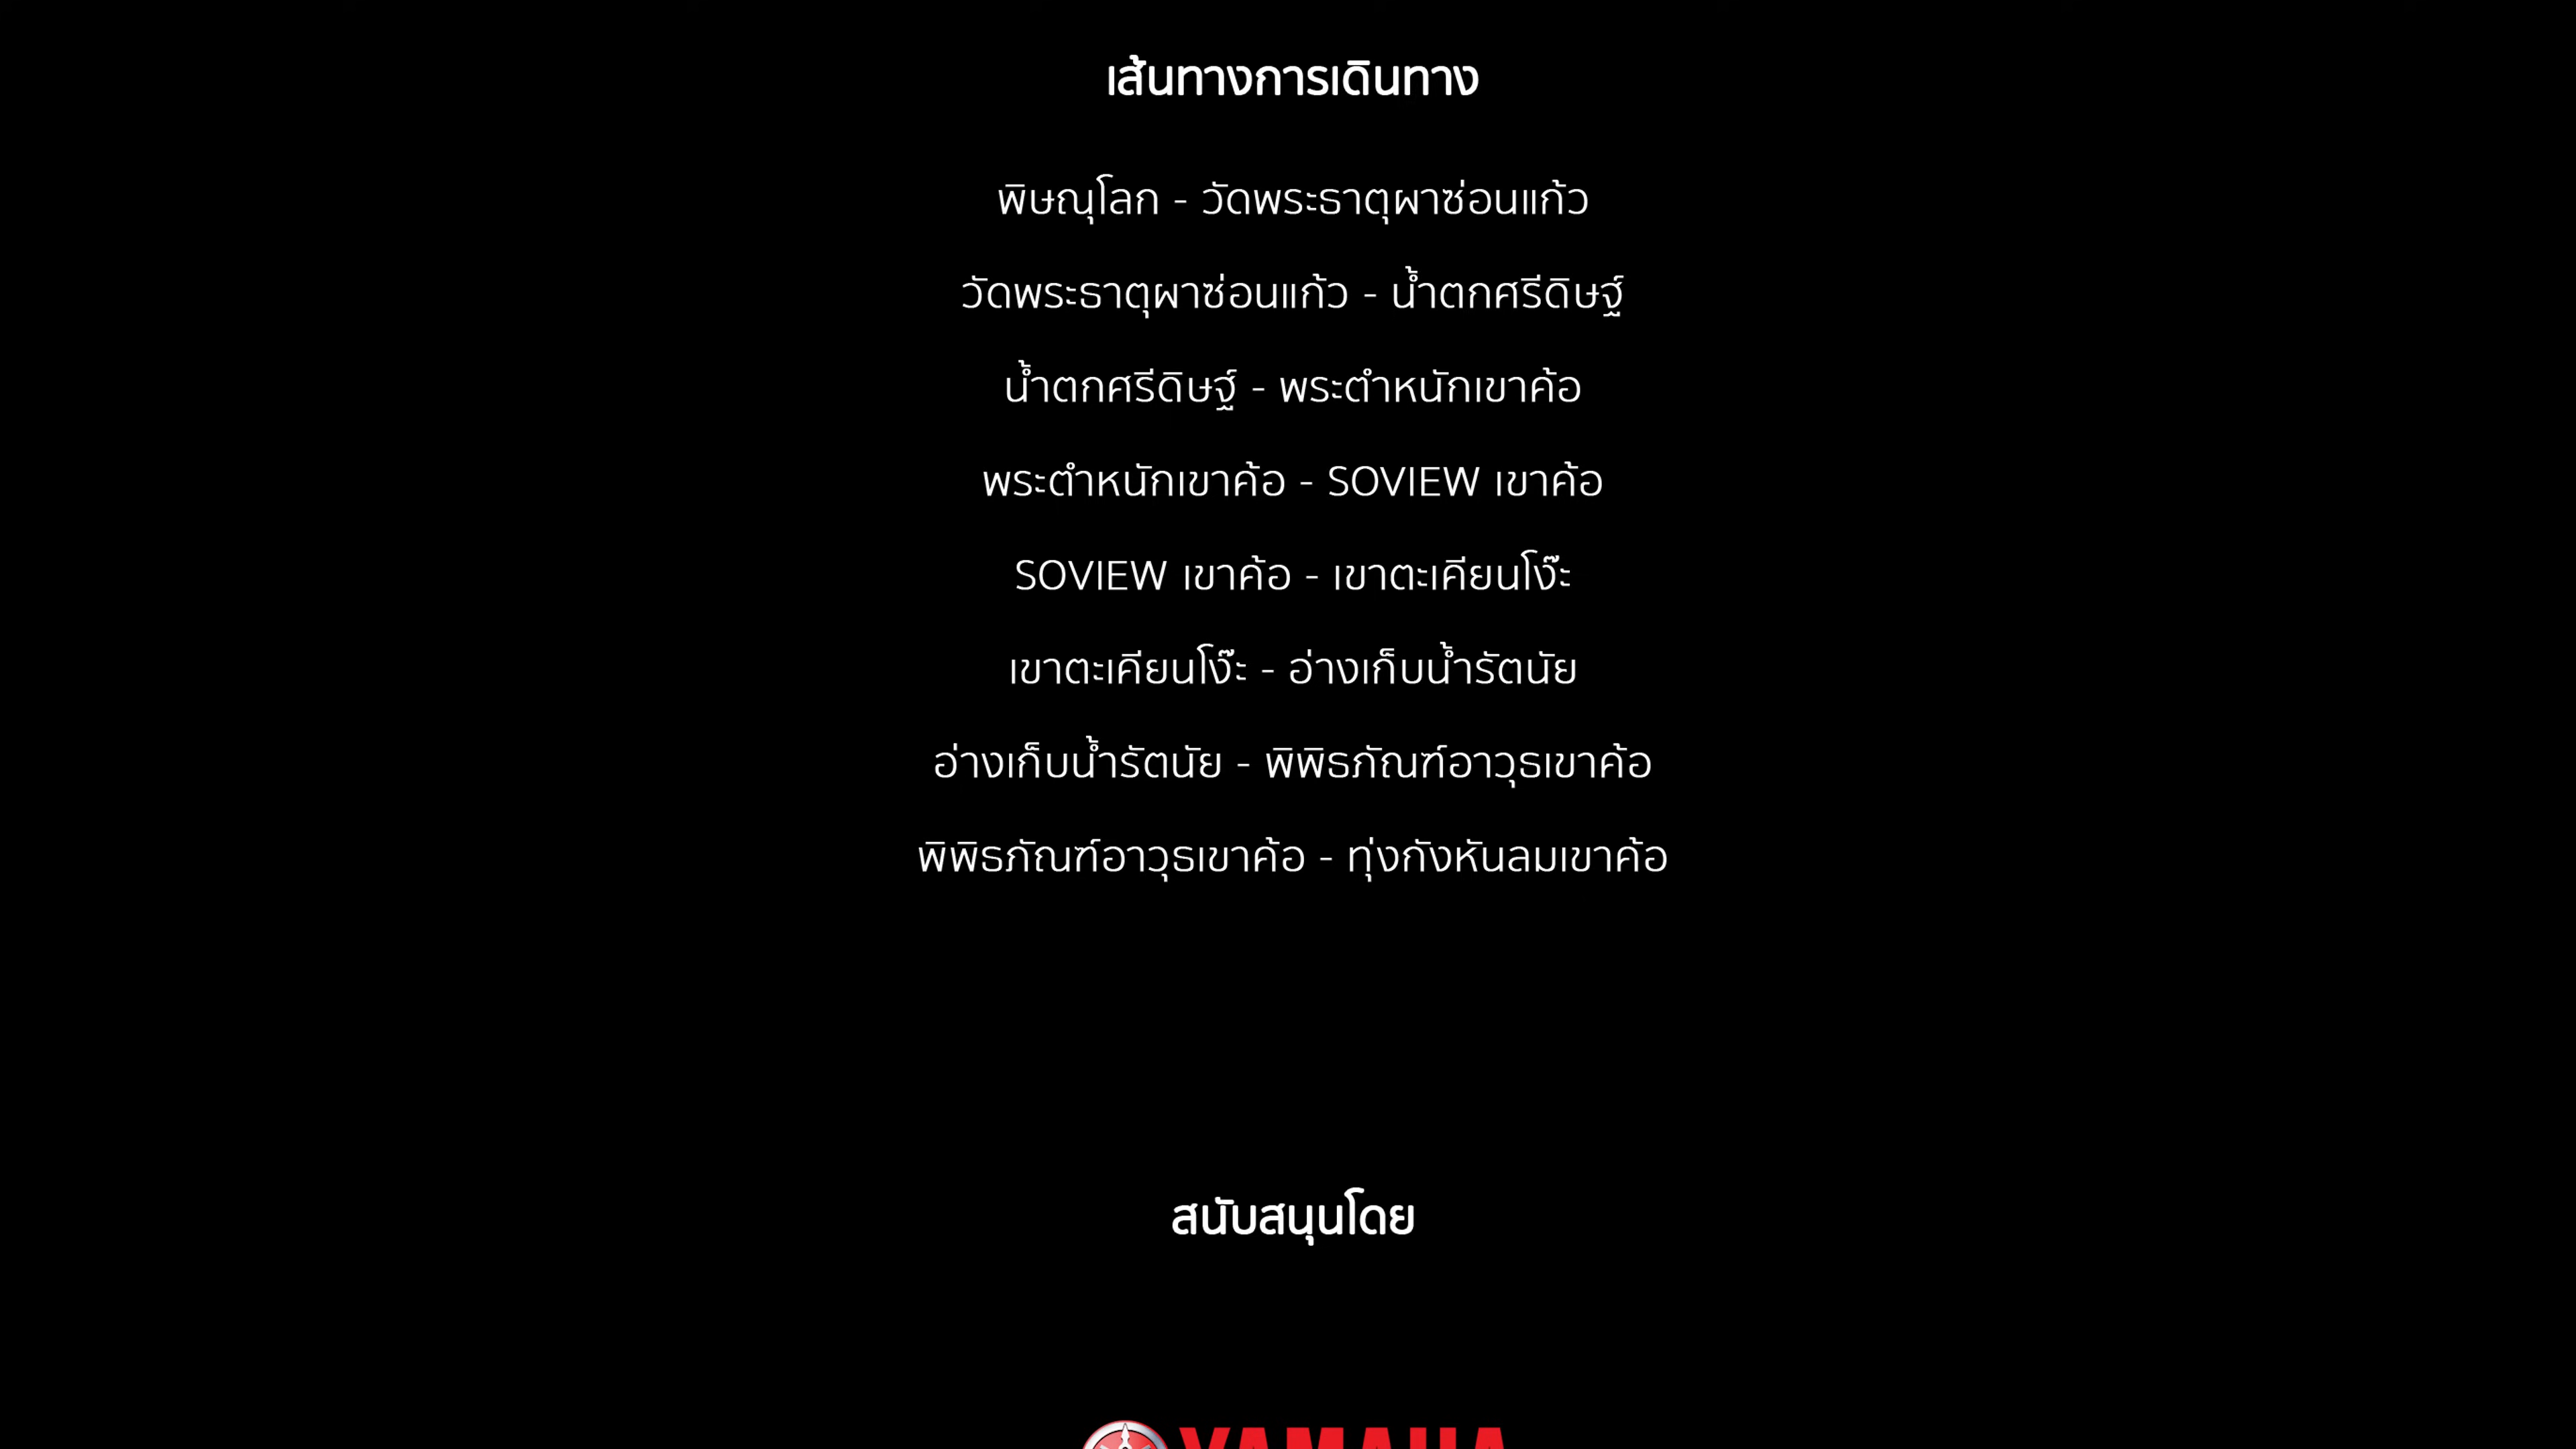 เส้นทางการเดินทาง
พิษณุโลก - วัดพระธาตุผาซ่อนแก้ว
วัดพระธาตุผาซ่อนแก้ว - น้ำตกศรีดิษฐ์
น้ำตกศรีดิษฐ์ - พระตำหนักเขาค้อ
พระตำหนักเขาค้อ - SOVIEW เขาค้อ
SOVIEW เขาค้อ - เขาตะเคียนโง๊ะ
เขาตะเคียนโง๊ะ - อ่างเก็บน้ำรัตนัย
อ่างเก็บน้ำรัตนัย - พิพิธภัณฑ์อาวุธเขาค้อ
พิพิธภัณฑ์อาวุธเขาค้อ - ทุ่งกังหันลมเขาค้อ
สนับสนุนโดย
YAMAHA